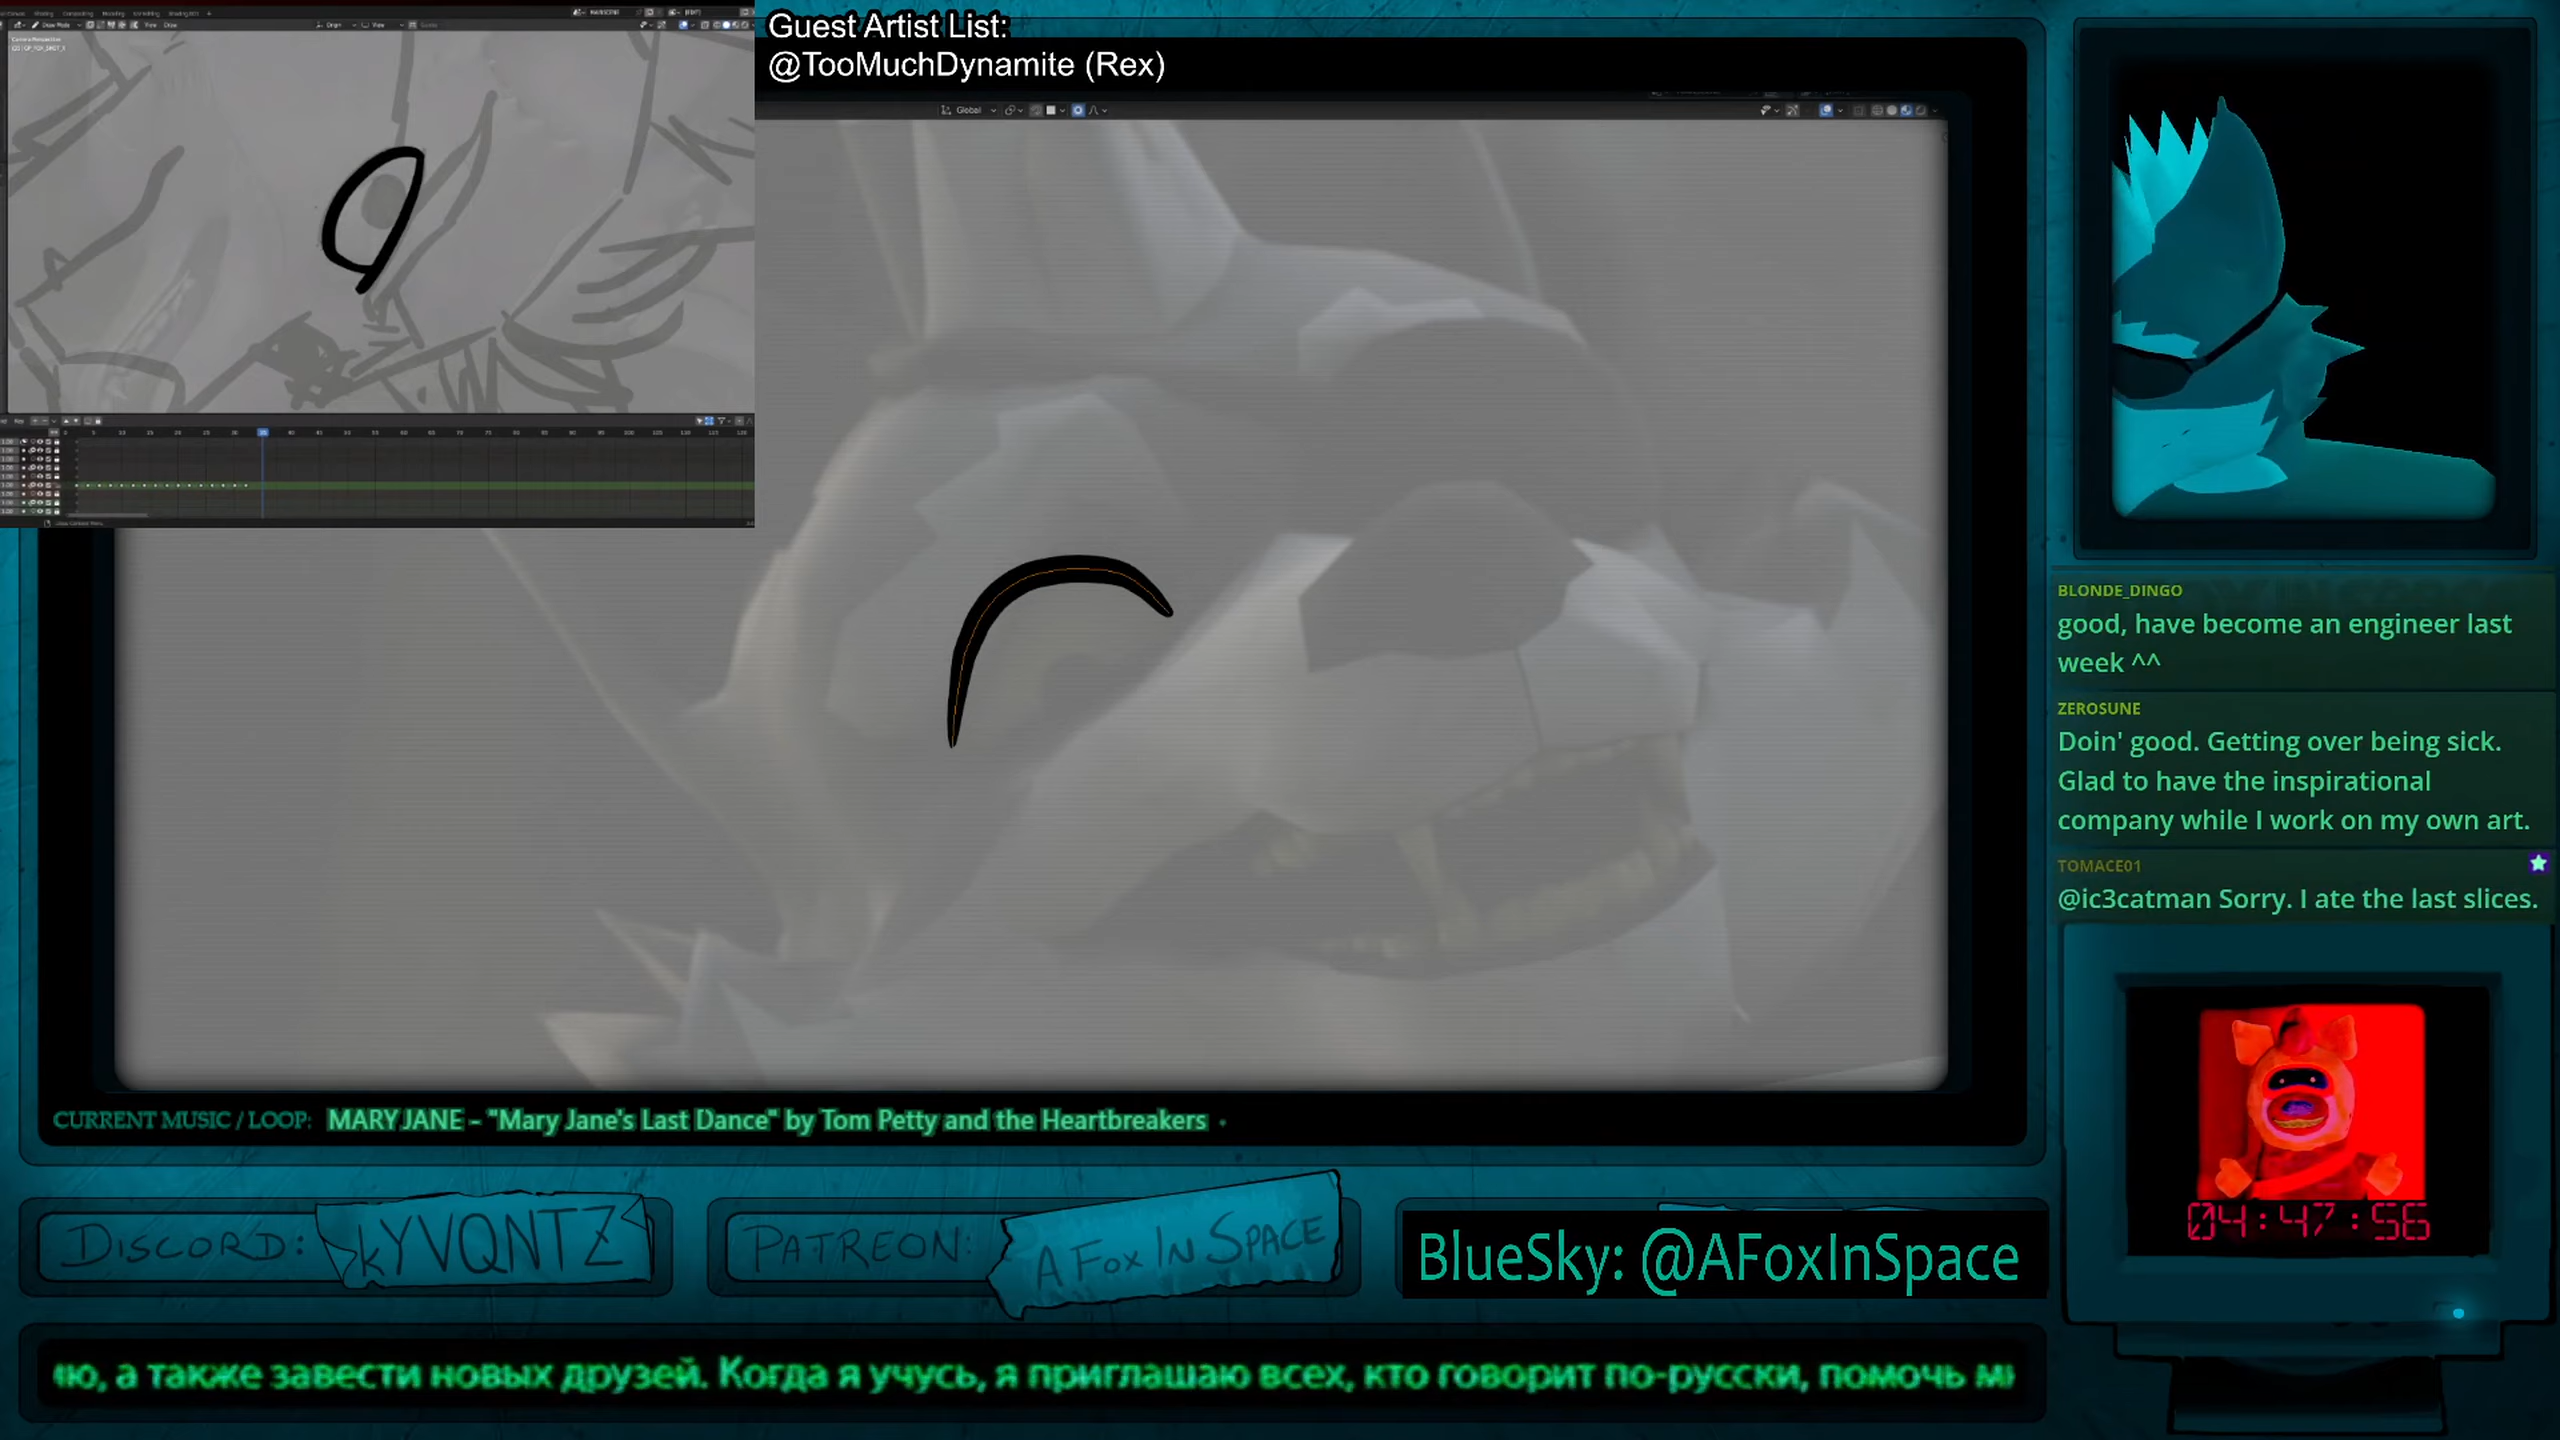 Guest Artist List:
@TooMuchDynamite (Rex)
Global
BLONDE_DINGO
good, have become an engineer last
week ^^
ZEROSUNE
Doin' good. Getting over being sick.
Glad to have the inspirational
company while I work on my own art.
TOMACE01
@ic3catman Sorry. I ate the last slices.
04:47:56
CURRENT MUSIC / LOOP: MARY JANE - "Mary Jane's Last Dance" by Tom Petty and the Heartbreakers •
DISCORD: kYVQNTZ
PATREON: A FOX IN SPACE
BlueSky: @AFoxInSpace
ию, а также завести новых друзей. Когда я учусь, я приглашаю всех, кто говорит по-русски, помочь